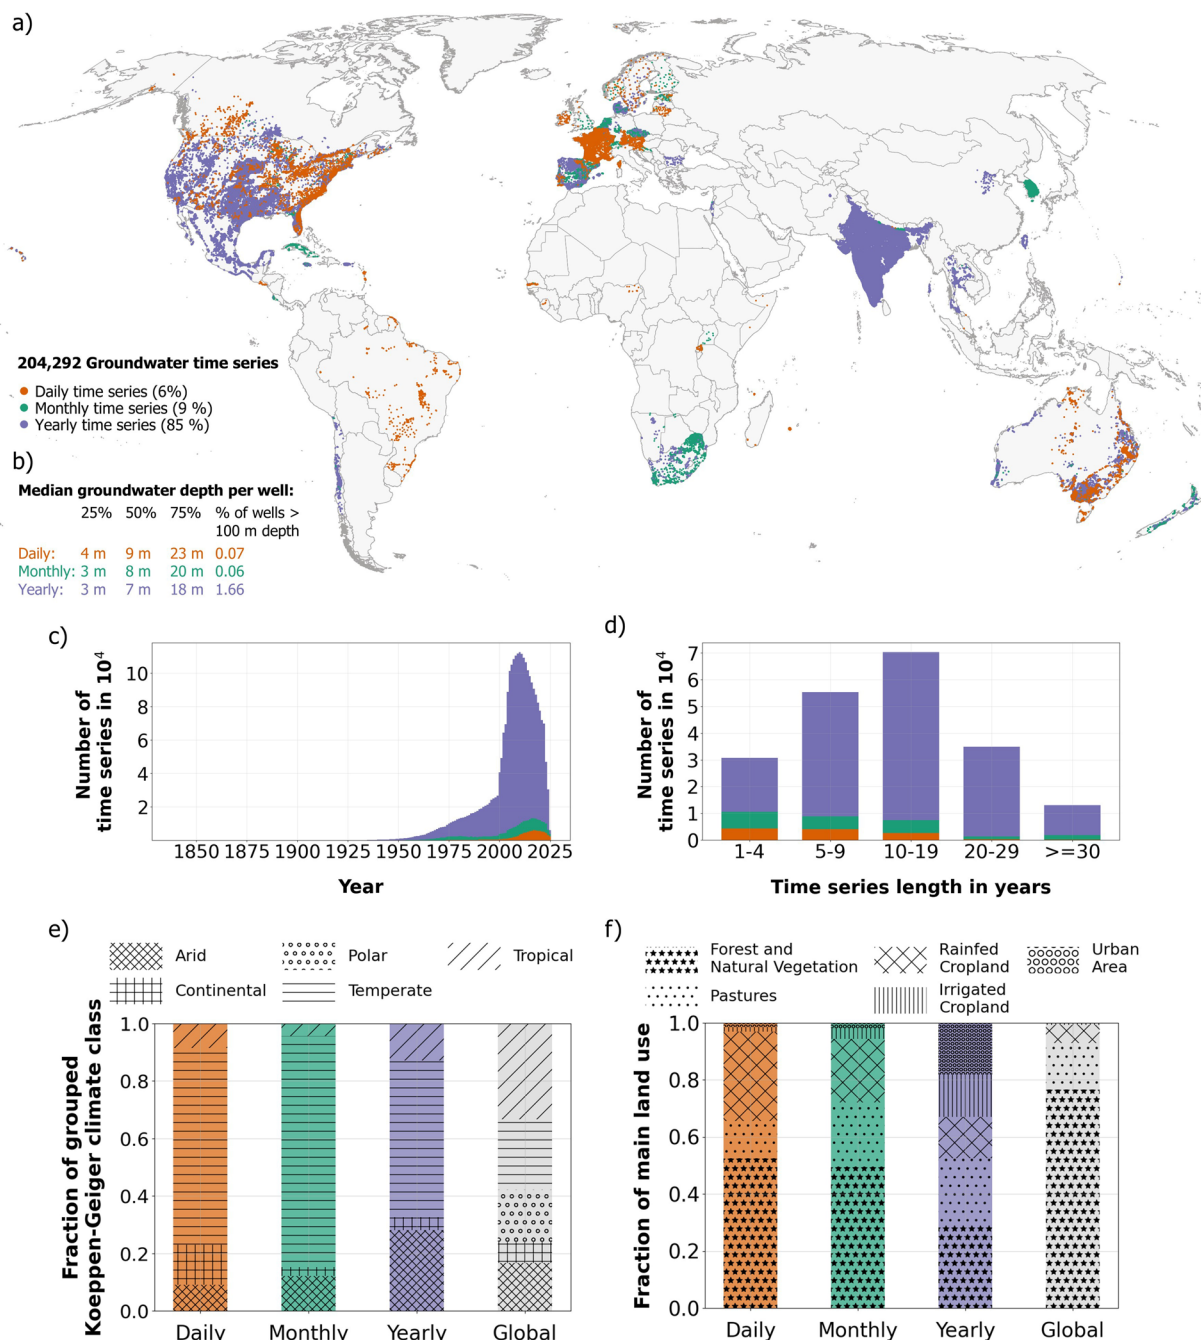 a)
204,292 Groundwater time series
Daily time series (6%)
Monthly time series (9 %)
Yearly time series (85 %)
b)
Median groundwater depth per well:
25% 50% 75% % of wells >
100 m depth
Daily: 4 m 9 m 23 m 0.07
Monthly: 3 m 8 m 20 m 0.06
Yearly: 3 m 7 m 18 m 1.66
c)
Number of
time series in 10⁴
10
8
6
4
2
1850 1875 1900 1925 1950 1975 2000 2025
Year
d)
Number of
time series in 10⁴
7
6
5
4
3
2
1
0
1-4 5-9 10-19 20-29 >=30
Time series length in years
e)
Arid Polar Tropical
Continental Temperate
Fraction of grouped
Koeppen-Geiger climate class
1.0
0.8
0.6
0.4
0.2
0.0
Daily Monthly Yearly Global
f)
Forest and
Natural Vegetation
Rainfed
Cropland
Urban
Area
Pastures
Irrigated
Cropland
Fraction of main land use
1.0
0.8
0.6
0.4
0.2
0.0
Daily Monthly Yearly Global